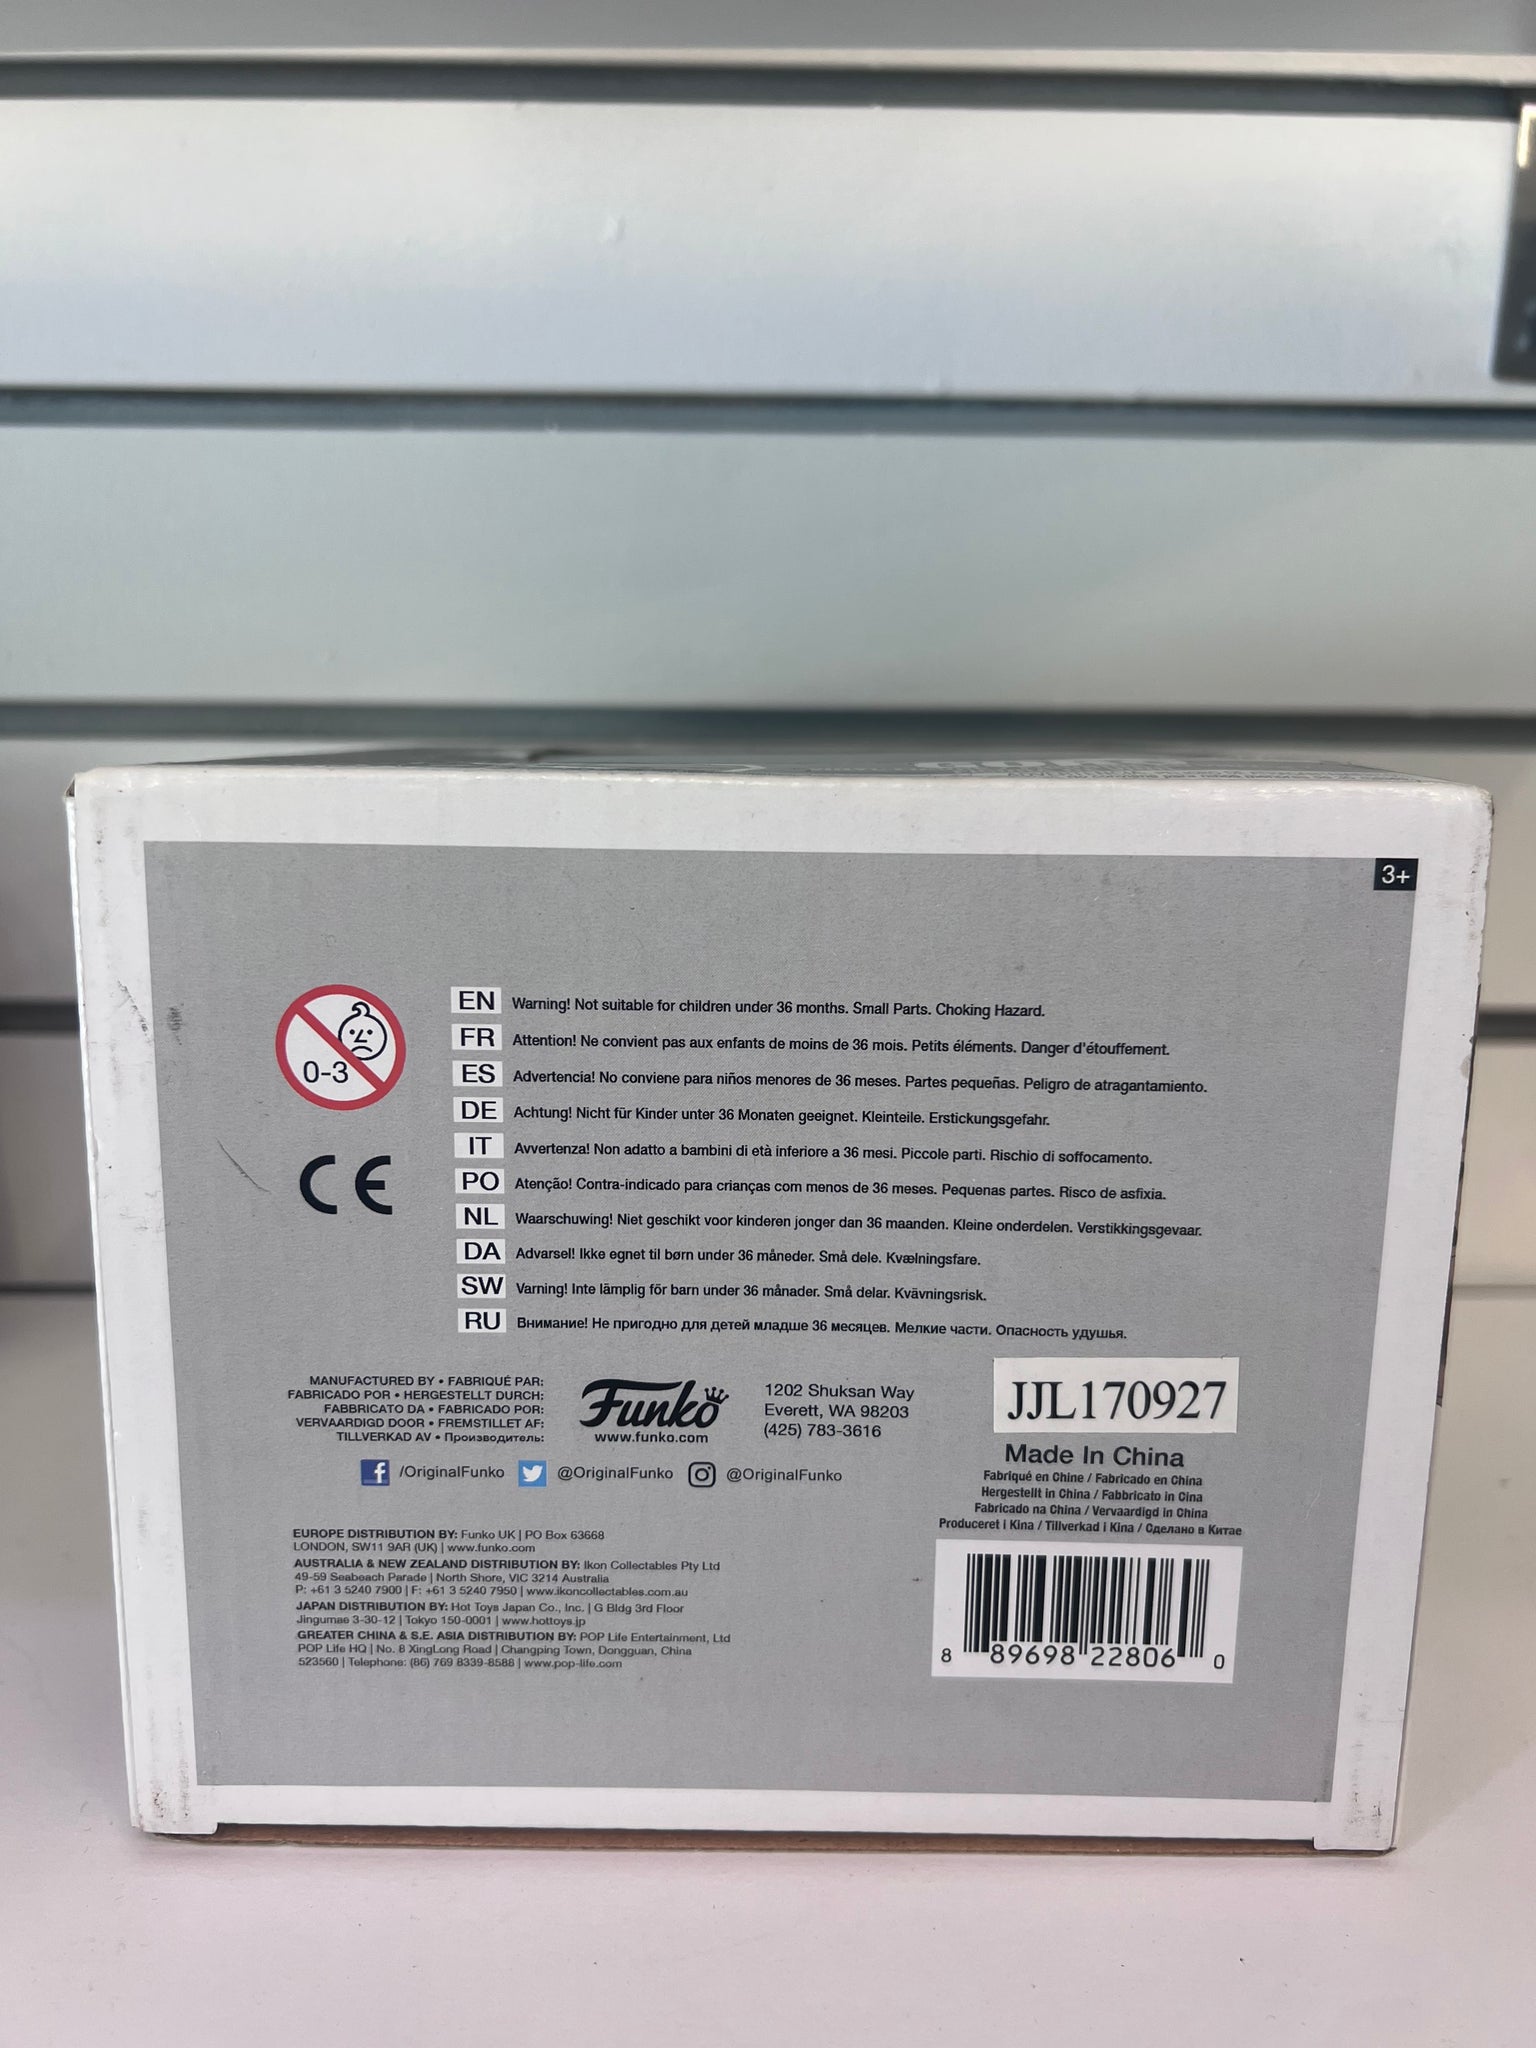 3+
0-3
EN Warning! Not suitable for children under 36 months. Small Parts. Choking Hazard.
FR Attention! Ne convient pas aux enfants de moins de 36 mois. Petits éléments. Danger d'étouffement.
ES Advertencia! No conviene para niños menores de 36 meses. Partes pequeñas. Peligro de atragantamiento.
DE Achtung! Nicht für Kinder unter 36 Monaten geeignet. Kleinteile. Erstickungsgefahr.
IT Avvertenza! Non adatto a bambini di età inferiore a 36 mesi. Piccole parti. Rischio di soffocamento.
PO Atenção! Contra-indicado para crianças com menos de 36 meses. Pequenas partes. Risco de asfixia.
NL Waarschuwing! Niet geschikt voor kinderen jonger dan 36 maanden. Kleine onderdelen. Verstikkingsgevaar.
DA Advarsel! Ikke egnet til børn under 36 måneder. Små dele. Kvælningsfare.
SW Varning! Inte lämplig för barn under 36 månader. Små delar. Kvävningsrisk.
RU Внимание! Не пригодно для детей младше 36 месяцев. Мелкие части. Опасность удушья.
CE
MANUFACTURED BY • FABRIQUÉ PAR:
FABRICADO POR • HERGESTELLT DURCH:
FABBRICATO DA • FABRICADO POR:
VERVAARDIGD DOOR • FREMSTILLET AF:
TILLVERKAD AV • Производитель:
Funko
www.funko.com
1202 Shuksan Way
Everett, WA 98203
(425) 783-3616
/OriginalFunko @OriginalFunko @OriginalFunko
JJL170927
Made In China
Fabriqué en Chine / Fabricado en China
Hergestellt in China / Fabbricato in Cina
Fabricado na China / Vervaardigd in China
Produceret i Kina / Tillverkad i Kina / Сделано в Китае
EUROPE DISTRIBUTION BY: Funko UK | PO Box 63668
LONDON, SW11 9AR (UK) | www.funko.com
AUSTRALIA & NEW ZEALAND DISTRIBUTION BY: Ikon Collectables Pty Ltd
49-59 Seabeach Parade | North Shore, VIC 3214 Australia
P: +61 3 5240 7900 | F: +61 3 5240 7950 | www.ikoncollectables.com.au
JAPAN DISTRIBUTION BY: Hot Toys Japan Co., Inc. | G Bldg 3rd Floor
Jingumae 3-30-12 | Tokyo 150-0001 | www.hottoys.jp
GREATER CHINA & S.E. ASIA DISTRIBUTION BY: POP Life Entertainment, Ltd
POP Life HQ | No. 8 XingLong Road | Changping Town, Dongguan, China
523560 | Telephone: (86) 769 8339-8588 | www.pop-life.com
8 89698 22806 0